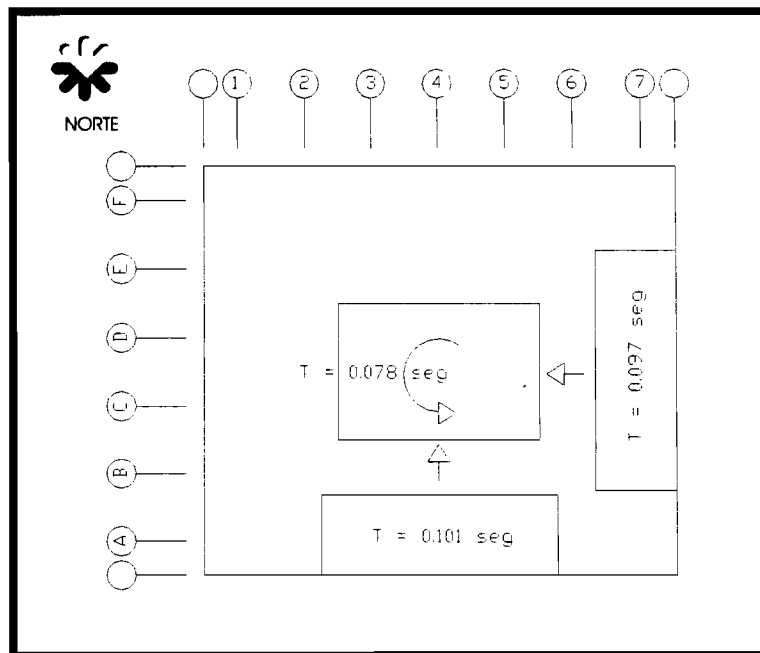 NORTE
1 2 3 4 5 6 7
F
E
D
C
B
A
T = 0.078 seg
T = 0.097 seg
T = 0.101 seg